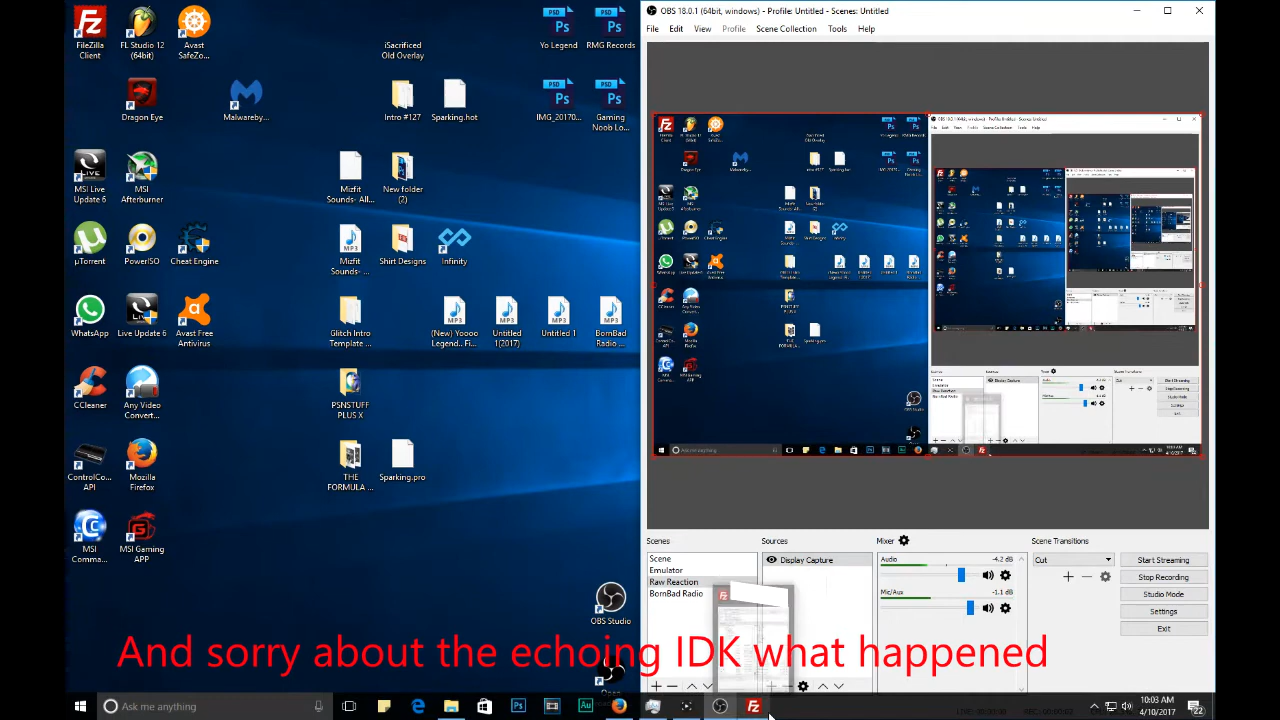 FileZilla
Client
FL Studio 12
(64bit)
Avast
SafeZo...
iSacrificed
Old Overlay
Yo Legend
RMG Records
Dragon Eye
Malwareby...
Intro #127
Sparking.hot
IMG_20170...
Gaming
Noob Lo...
MSI Live
Update 6
MSI
Afterburner
Mizfit
Sounds- All...
New folder
(2)
µTorrent
PowerISO
Cheat Engine
Mizfit
Sounds- ...
Shirt Designs
Infinity
WhatsApp
Live Update 6
Avast Free
Antivirus
Glitch Intro
Template ...
(New) Yoooo
Legend.. Fi...
Untitled
1(2017)
Untitled 1
BornBad
Radio ...
CCleaner
Any Video
Convert...
PSNSTUFF
PLUS X
ControlCo...
API
Mozilla
Firefox
THE
FORMULA ...
Sparking.pro
MSI
Comma...
MSI Gaming
APP
OBS Studio
OBS 18.0.1 (64bit, windows) - Profile: Untitled - Scenes: Untitled
File Edit View Profile Scene Collection Tools Help
Scenes
Sources
Mixer
Scene Transitions
Scene
Emulator
Raw Reaction
BornBad Radio
Display Capture
Audio -4.2 dB
Mic/Aux -1.1 dB
Cut
Start Streaming
Stop Recording
Studio Mode
Settings
Exit
And sorry about the echoing IDK what happened
Ask me anything
10:03 AM
4/10/2017
22